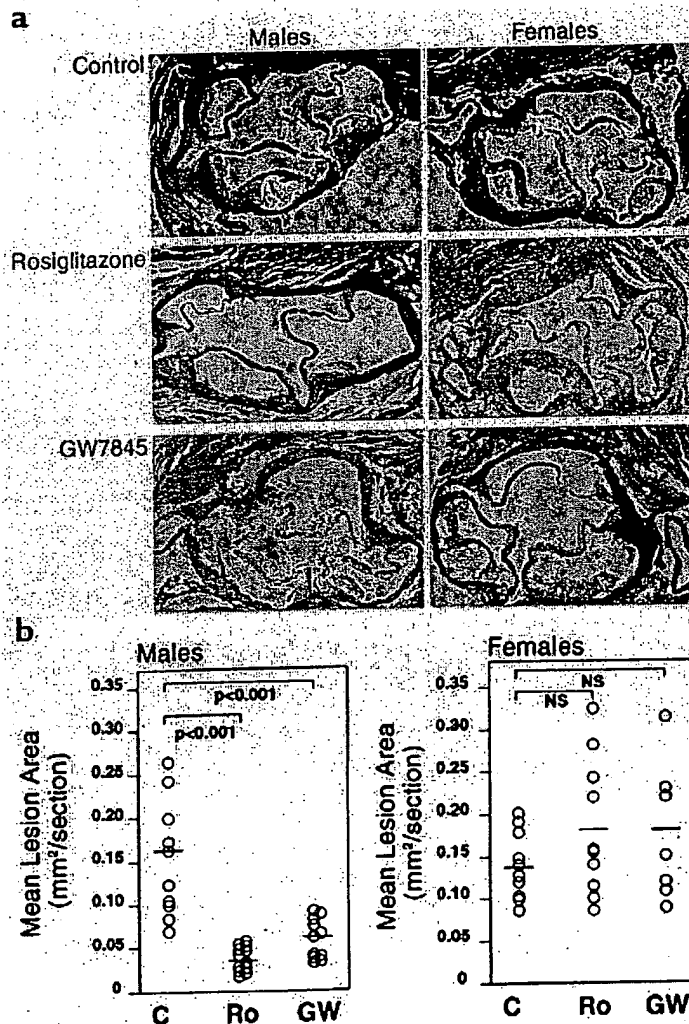 a
Males Females
Control
Rosiglitazone
GW7845
b
Males
Mean Lesion Area
(mm²/section)
0.35
0.30
0.25
0.20
0.15
0.10
0.05
0
p<0.001
p<0.001
C Ro GW
Females
Mean Lesion Area
(mm²/section)
0.35
0.30
0.25
0.20
0.15
0.10
0.05
0
NS
NS
C Ro GW